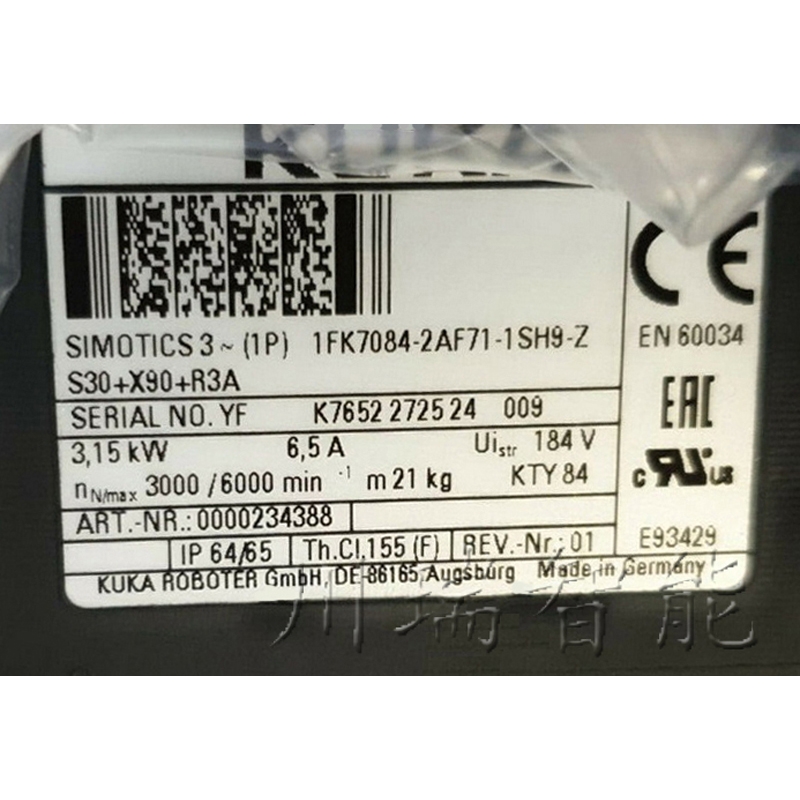 KUKA
CE
SIMOTICS 3 ~ (1P) 1FK7084-2AF71-1SH9-Z
EN 60034
S30+X90+R3A
EAC
SERIAL NO. YF K7652 2725 24 009
3,15 kW 6,5 A Uistr 184 V
c RU us
nN/max 3000 / 6000 min -1 m 21 kg KTY 84
ART.-NR.: 0000234388
E93429
IP 64/65 Th.Cl.155 (F) REV.-Nr.: 01
KUKA ROBOTER GmbH, DE-86165 Augsburg Made in Germany
川瑞智能